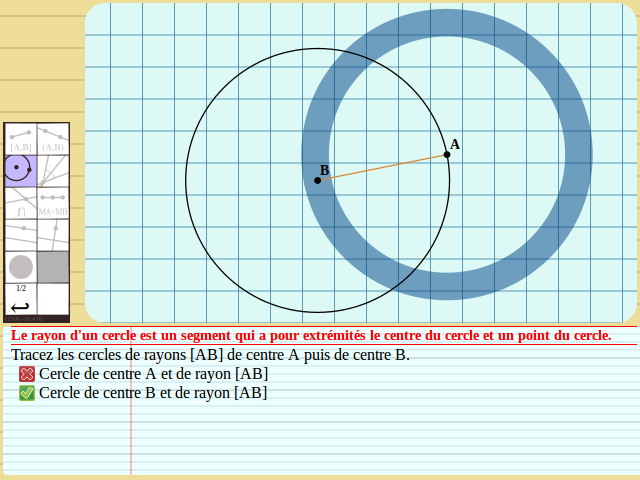 A
B
[A,B]
(A,B)
⋂
MA=MB
1/2
Le rayon d'un cercle est un segment qui a pour extrémités le centre du cercle et un point du cercle.
Tracez les cercles de rayons [AB] de centre A puis de centre B.
Cercle de centre A et de rayon [AB]
Cercle de centre B et de rayon [AB]